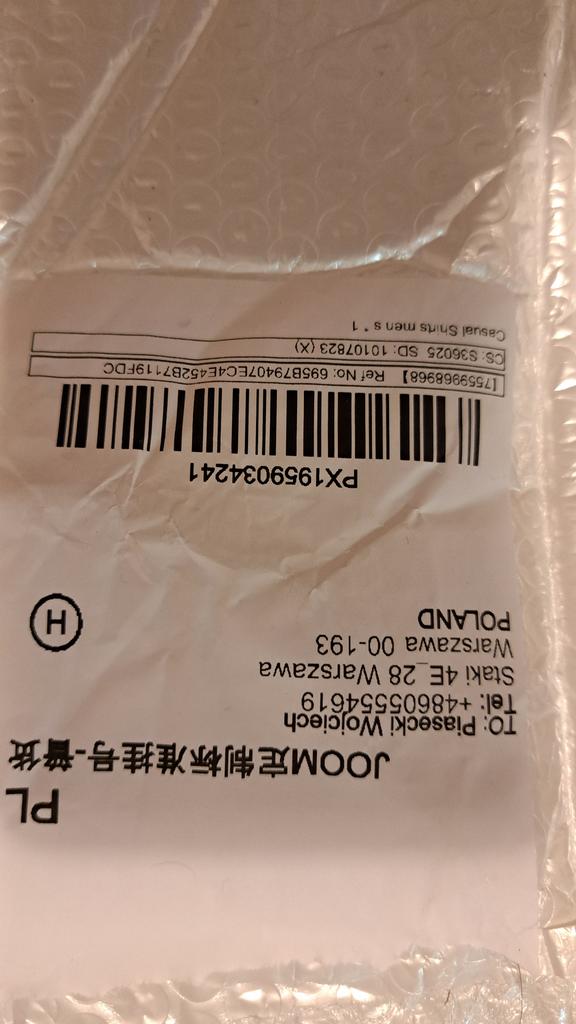 PL
JOOM定制标准挂号-普货
TO: Piasecki Wojciech
Tel: +48605554619
Staki 4E_28 Warszawa
Warszawa 00-193
POLAND
H
PX1959034241
[7559968968] Ref No: 695B79407EC4E452B7119FDC
CS: S36025 SD: 10107823 (X)
Casual Shirts men s * 1